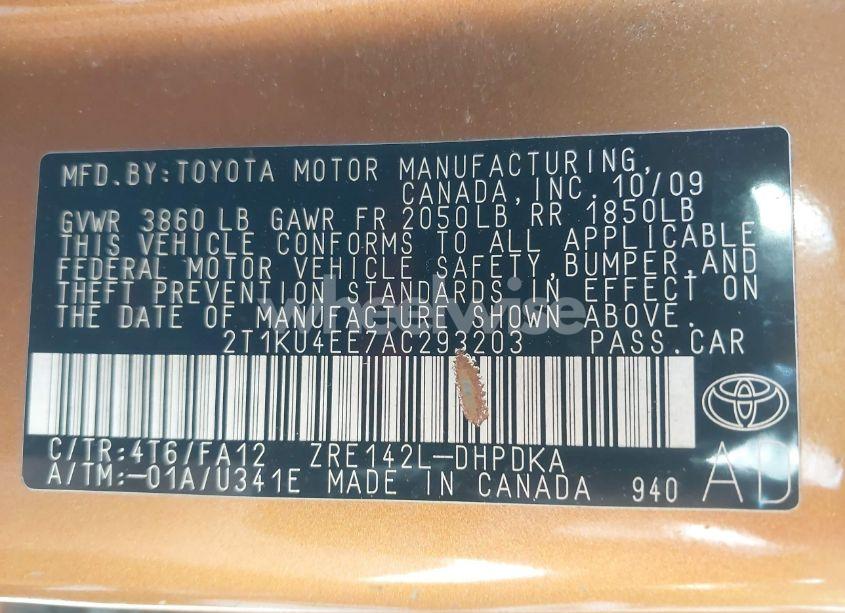 MFD.BY:TOYOTA MOTOR MANUFACTURING,
CANADA,INC. 10/09
GVWR 3860 LB GAWR FR 2050LB RR 1850LB
THIS VEHICLE CONFORMS TO ALL APPLICABLE
FEDERAL MOTOR VEHICLE SAFETY,BUMPER,AND
THEFT PREVENTION STANDARDS IN EFFECT ON
THE DATE OF MANUFACTURE SHOWN ABOVE.
wheelwise
2T1KU4EE7AC293203 PASS.CAR
C/TR:4T6/FA12 ZRE142L-DHPDKA
A/TM:-01A/U341E MADE IN CANADA 940 AD